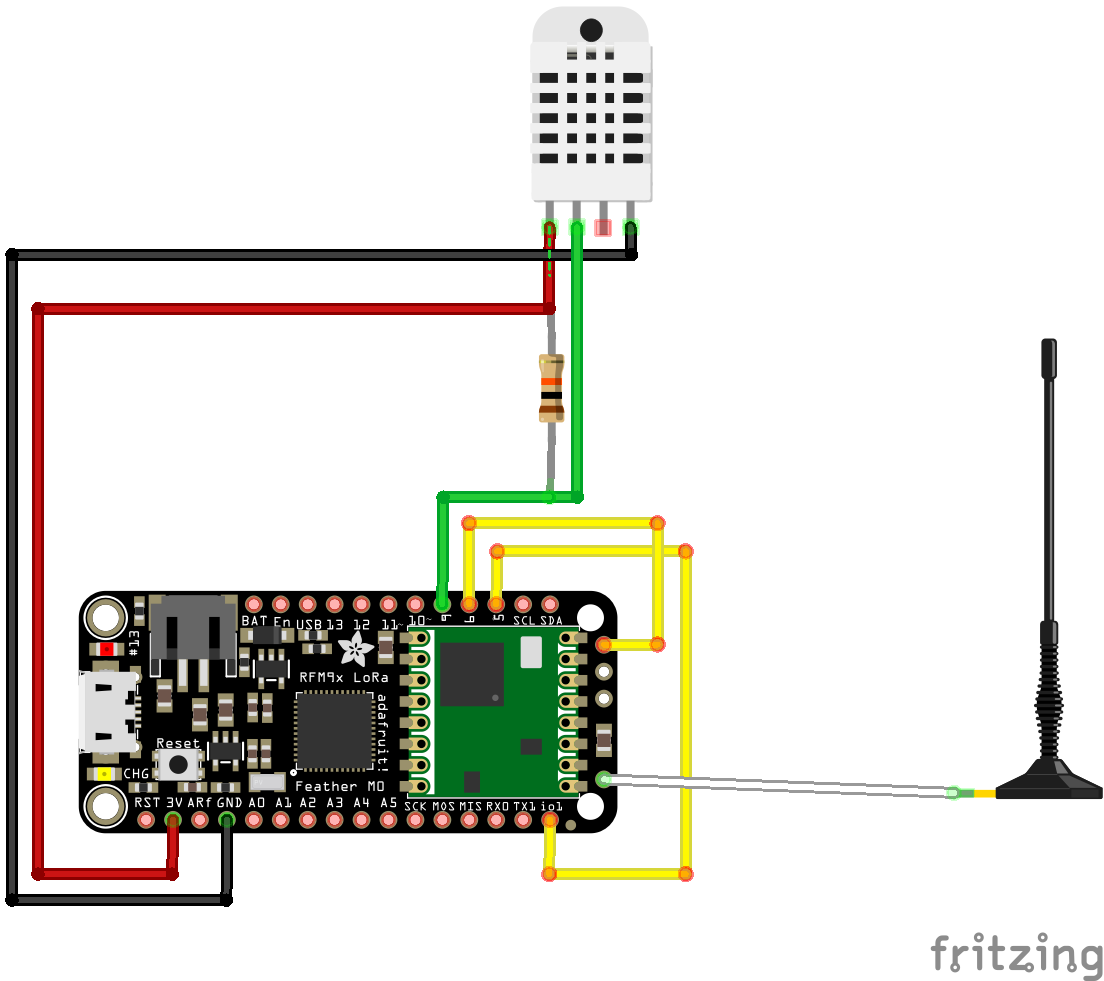 BAT En USB 13 12 11~ 10~ 9 6 5 SCL SDA
#13
RFM9x LoRa
adafruit!
Reset
CHG
Feather M0
RST 3V ARf GND A0 A1 A2 A3 A4 A5 SCK MOS MIS RX0 TX1 io1
fritzing